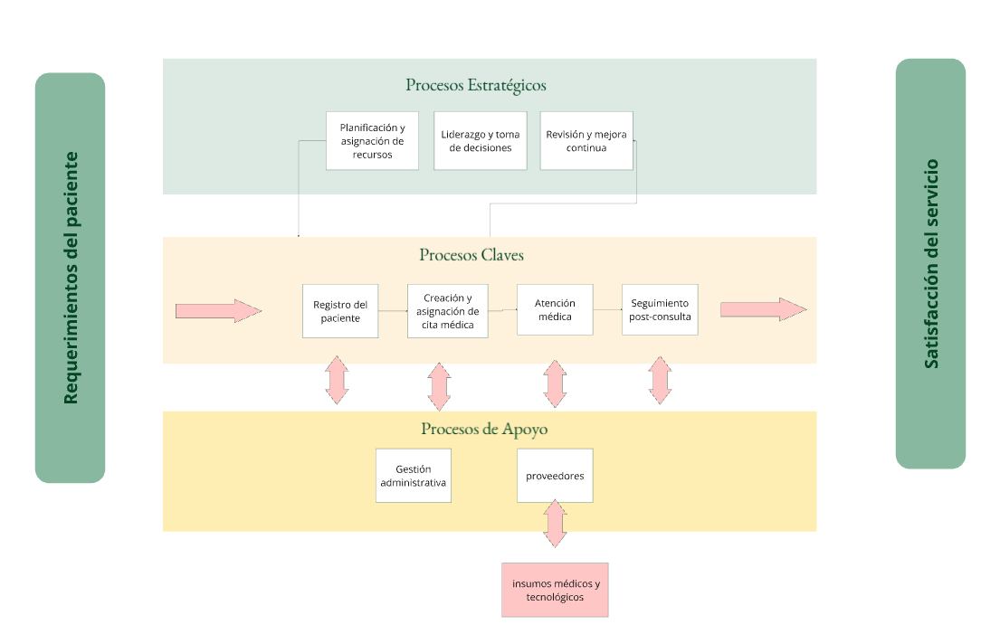 Requerimientos del paciente
Procesos Estratégicos
Planificación y
asignación de
recursos
Liderazgo y toma
de decisiones
Revisión y mejora
continua
Procesos Claves
Registro del
paciente
Creación y
asignación de
cita médica
Atención
médica
Seguimiento
post-consulta
Procesos de Apoyo
Gestión
administrativa
proveedores
insumos médicos y
tecnológicos
Satisfacción del servicio